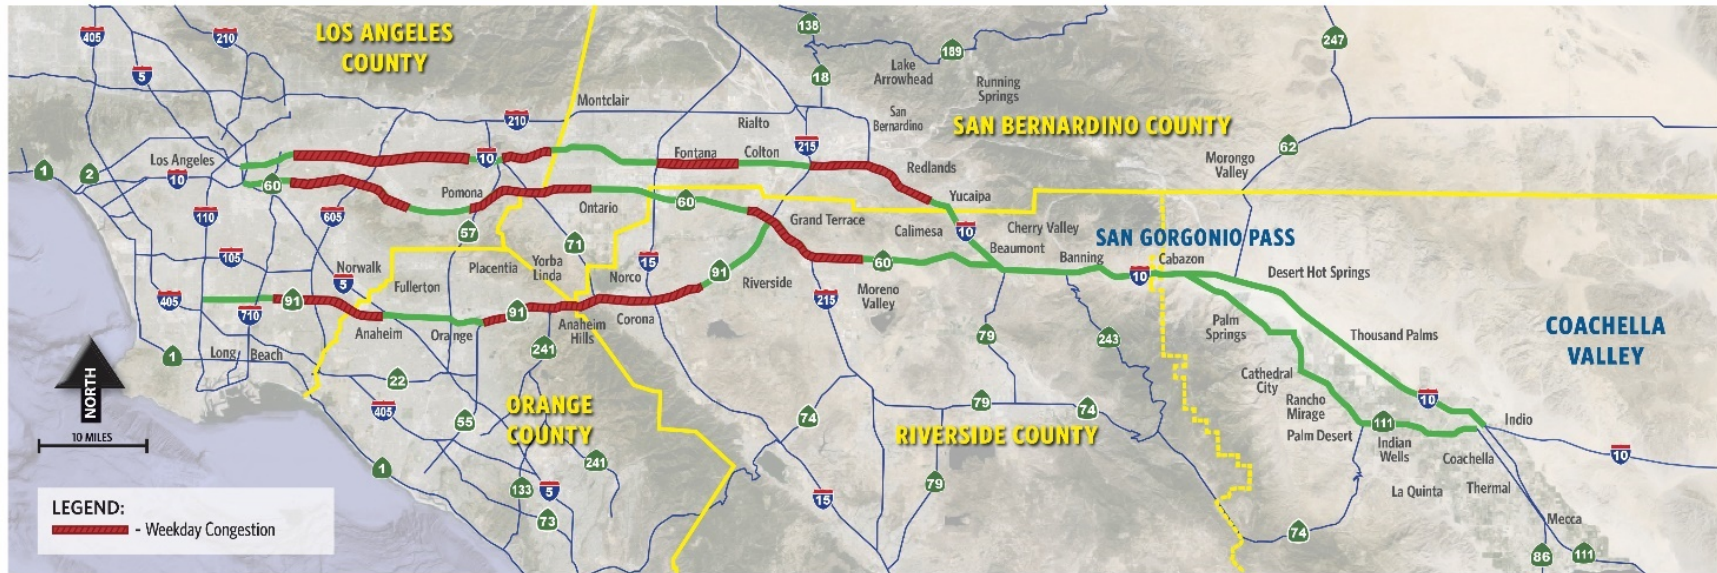 405
210
5
LOS ANGELES
COUNTY
138
189
247
18
Lake
Arrowhead
Running
Springs
Montclair
210
Rialto
San
Bernardino
SAN BERNARDINO COUNTY
215
62
Morongo
Valley
1
2
Los Angeles
10
10
Fontana
Colton
Redlands
60
Pomona
Ontario
60
Yucaipa
110
605
57
71
Grand Terrace
Calimesa
10
Cherry Valley
Beaumont
SAN GORGONIO PASS
105
Norwalk
5
Fullerton
Placentia
Yorba
Linda
Norco
15
91
Riverside
60
Moreno
Valley
215
Banning
10
Cabazon
Desert Hot Springs
405
710
91
Anaheim
Orange
91
Anaheim
Hills
Corona
241
79
243
Palm
Springs
Thousand Palms
COACHELLA
VALLEY
1
Long Beach
22
405
55
ORANGE
COUNTY
74
79
74
RIVERSIDE COUNTY
Cathedral
City
Rancho
Mirage
Palm Desert
111
Indian
Wells
10
Indio
10
Coachella
La Quinta
Thermal
Mecca
NORTH
10 MILES
1
133
5
241
73
15
79
74
86
111
LEGEND:
- Weekday Congestion